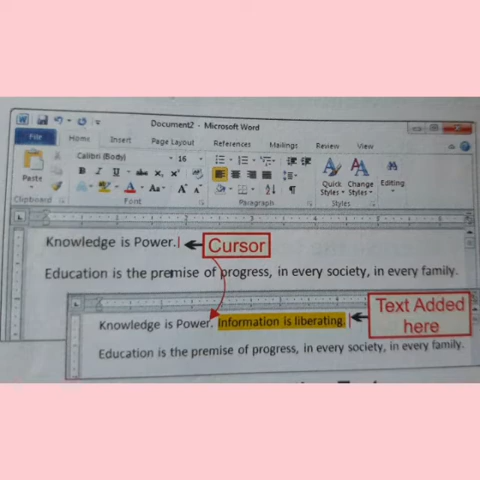 Document2 - Microsoft Word
File Home Insert Page Layout References Mailings Review View
Calibri (Body) 16
B I U abc x₂ x²
Paste Quick Styles Change Styles Editing
Clipboard Font Paragraph Styles
Knowledge is Power. Cursor
Education is the premise of progress, in every society, in every family.
Knowledge is Power. Information is liberating. Text Added here
Education is the premise of progress, in every society, in every family.